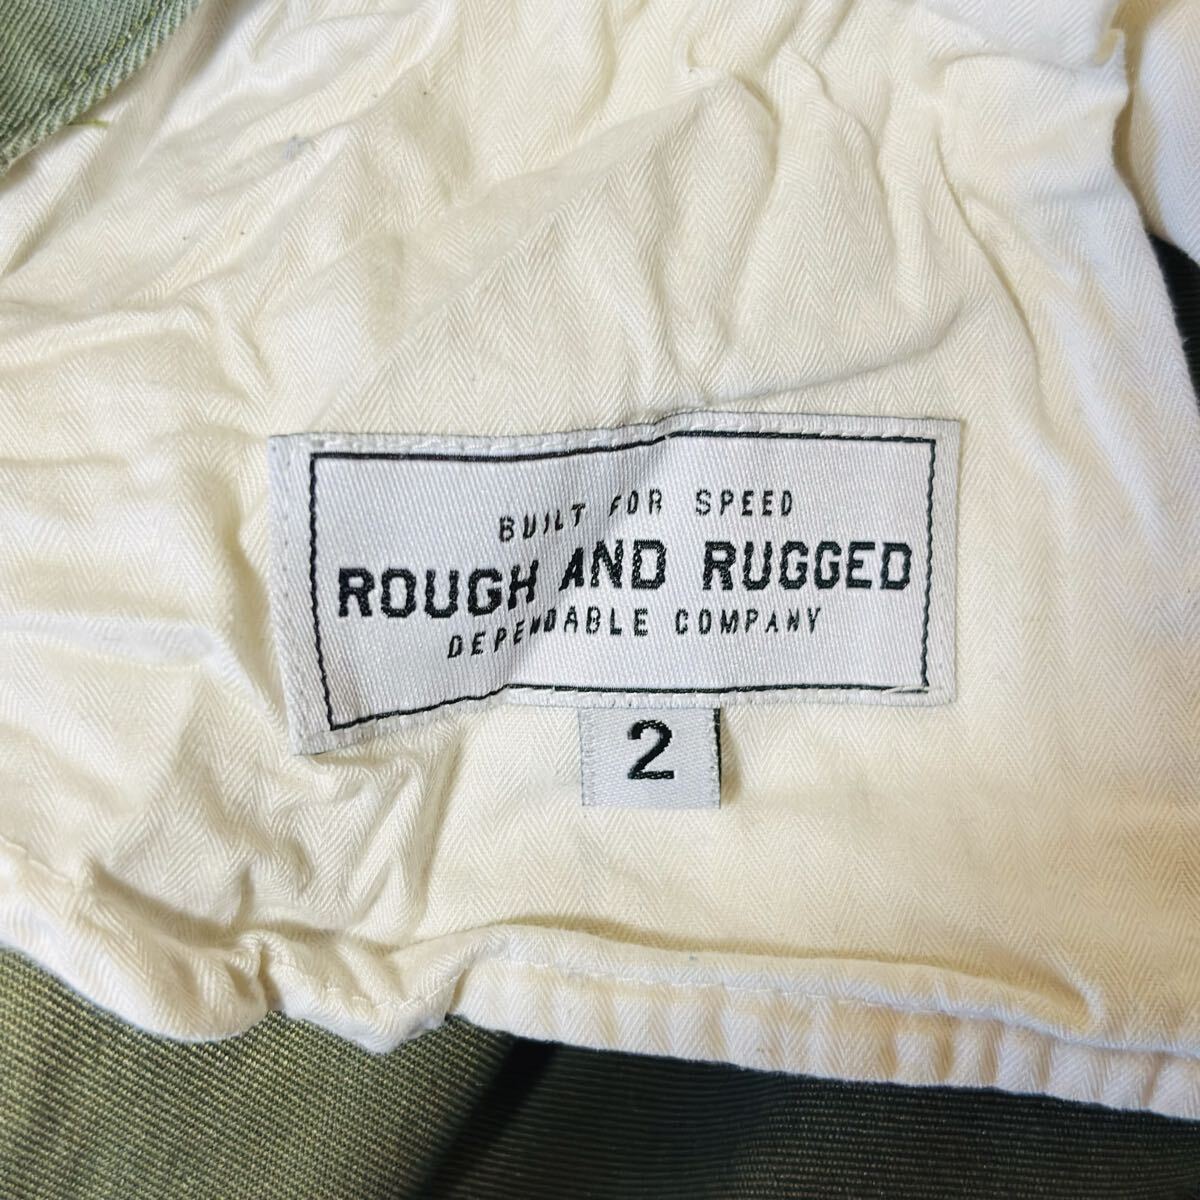 BUILT FOR SPEED
ROUGH AND RUGGED
DEPENDABLE COMPANY
2